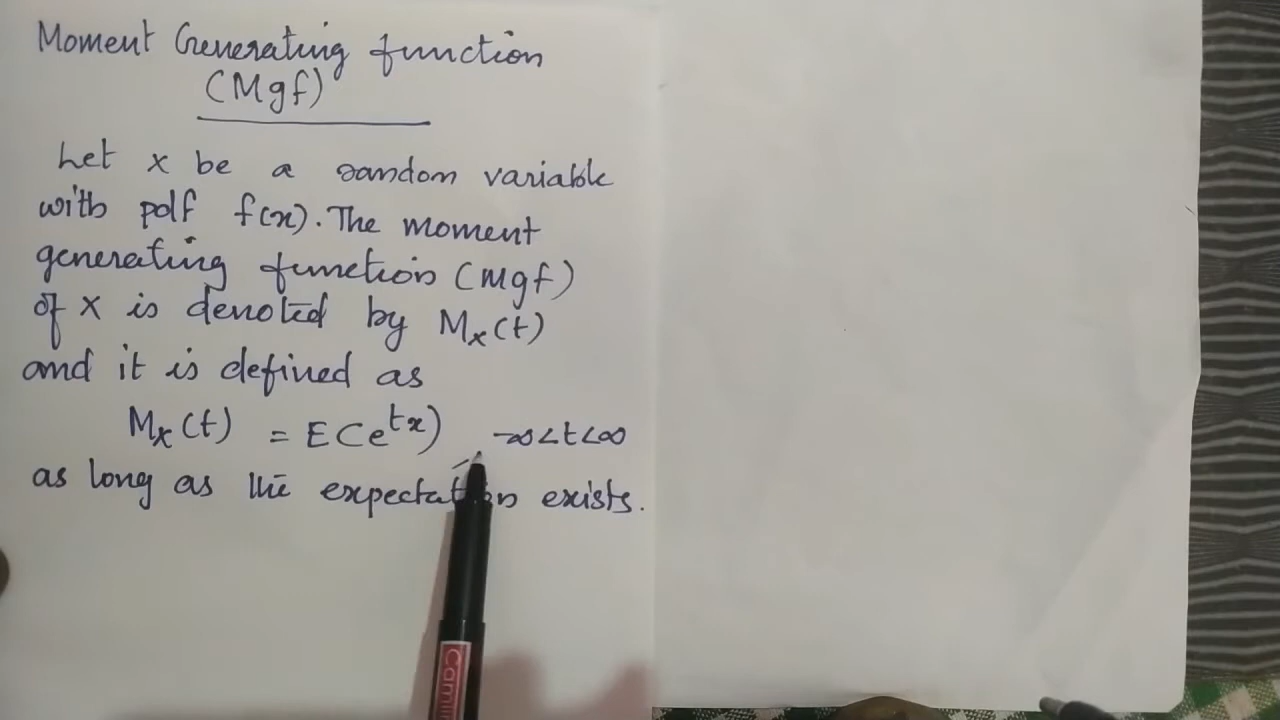 Moment Generating function
(Mgf)
Let x be a random variable
with pdf f(x). The moment
generating function (Mgf)
of X is denoted by Mx(t)
and it is defined as
Mx(t) = E(e^tx) -∞<t<∞
as long as the expectation exists.